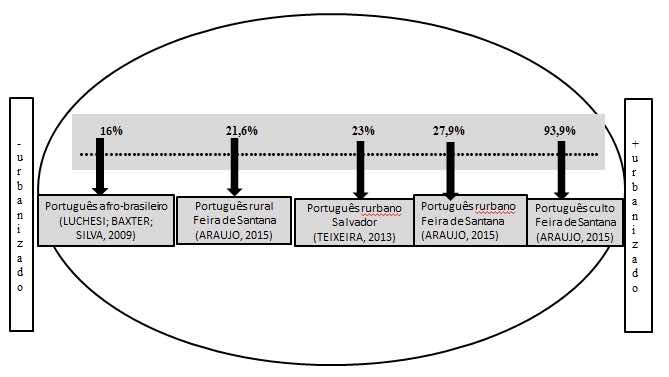 - urbanizado
16% 21,6% 23% 27,9% 93,9%
Português afro-brasileiro
(LUCHESI; BAXTER;
SILVA, 2009)
Português rural
Feira de Santana
(ARAUJO, 2015)
Português rurbano
Salvador
(TEIXEIRA, 2013)
Português rurbano
Feira de Santana
(ARAUJO, 2015)
Português culto
Feira de Santana
(ARAUJO, 2015)
+ urbanizado